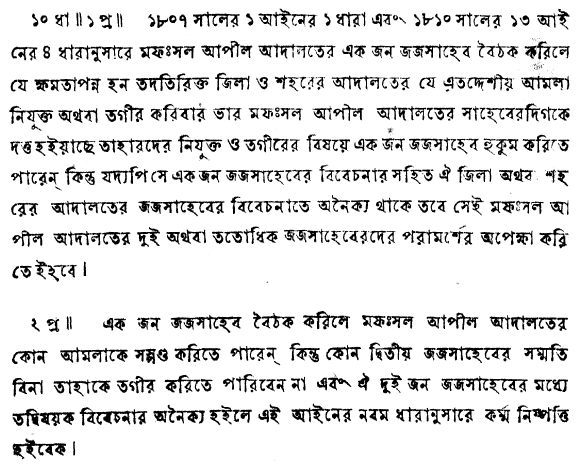 ১০ ধা ॥ ১ প্র ॥ ১৮০৭ সালের ১ আইনের ১ ধারা এবং ১৮১০ সালের ১৩ আই
নের ৪ ধারানুসারে মফঃসল আপীল আদালতের এক জন জজসাহেব বৈঠক করিলে
যে ক্ষমতাপন্ন হন তদতিরিক্ত জিলা ও শহরের আদালতের যে এতদ্দেশীয় আমলা
নিযুক্ত অথবা তগীর করিবার ভার মফঃসল আপীল আদালতের সাহেবেরদিগকে
দত্ত হইয়াছে তাহারদের নিযুক্ত ও তগীরের বিষয়ে এক জন জজসাহেব হুকুম করিতে
পারেন্ কিন্তু যদ্যপি সে এক জন জজসাহেবের বিবেচনার সহিত ঐ জিলা অথবা শহ
রের আদালতের জজসাহেবের বিবেচনাতে অনৈক্য থাকে তবে সেই মফঃসল আ
পীল আদালতের দুই অথবা ততোধিক জজসাহেবেরদের পরামর্শের অপেক্ষা করি
তে হইবে।
২ প্র ॥ এক জন জজসাহেব বৈঠক করিলে মফঃসল আপীল আদালতের
কোন আমলাকে সস্পণ্ড করিতে পারেন্ কিন্তু কোন দ্বিতীয় জজসাহেবের সম্মতি
বিনা তাহাকে তগীর করিতে পারিবেন না এবং ঐ দুই জন জজসাহেবের মধ্যে
তদ্বিষয়ক বিবেচনার অনৈক্য হইলে এই আইনের নবম ধারানুসারে কর্ম্ম নিষ্পত্তি
হইবেক।